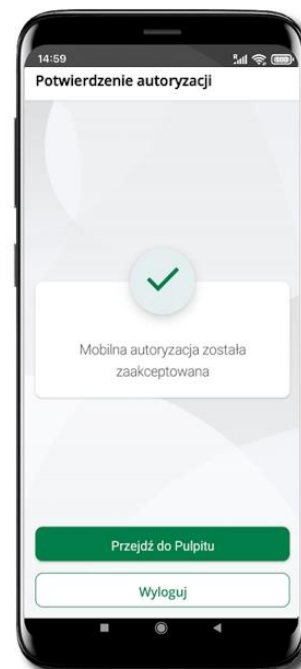 14:59
Potwierdzenie autoryzacji
Mobilna autoryzacja została
zaakceptowana
Przejdź do Pulpitu
Wyloguj